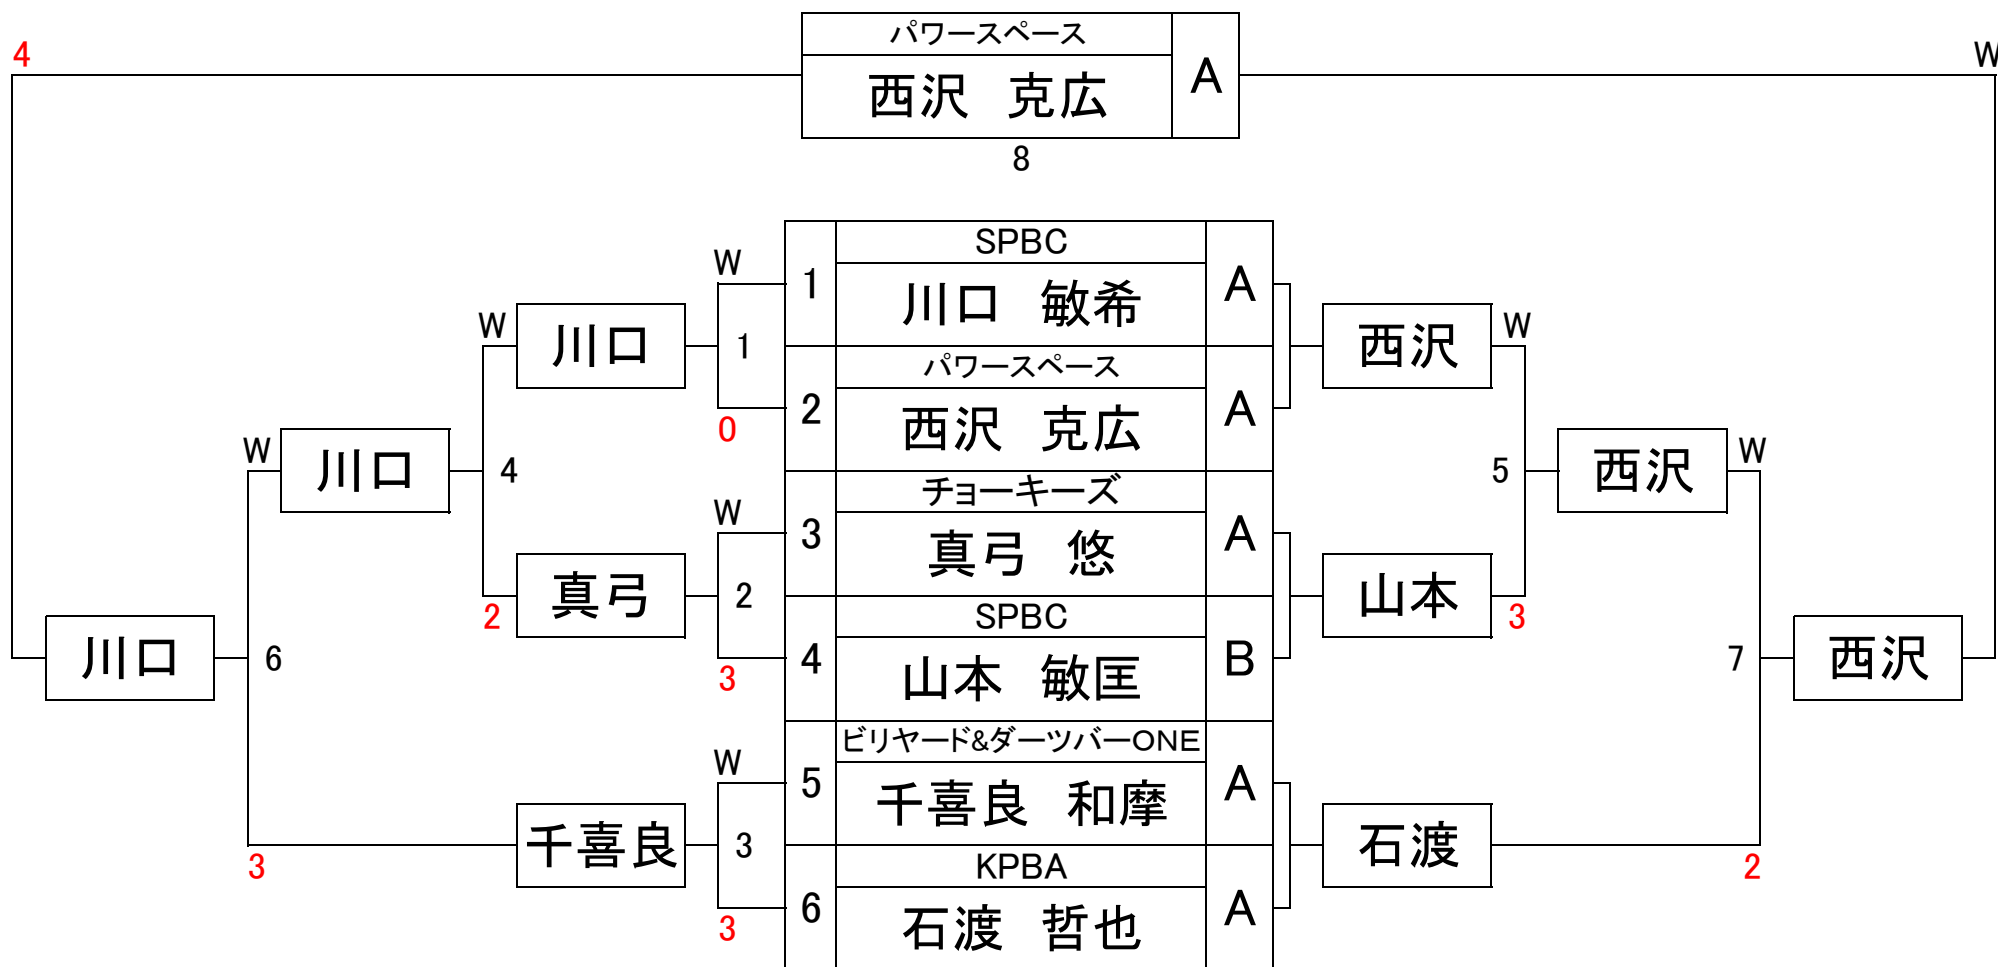 パワースペース
4 W
西沢 克広 A
8
SPBC
W
1 川口 敏希 A
W 川口 1 西沢 W
パワースペース
0 2 西沢 克広 A
W 川口 4 5 西沢 W
チョーキーズ
W 3 真弓 悠 A
2 真弓 2 山本 3
SPBC
3 4 山本 敏匡 B
川口 6 7 西沢
ビリヤード&ダーツバーONE
W 5 千喜良 和摩 A
3 千喜良 3 石渡 2
KPBA
3 6 石渡 哲也 A